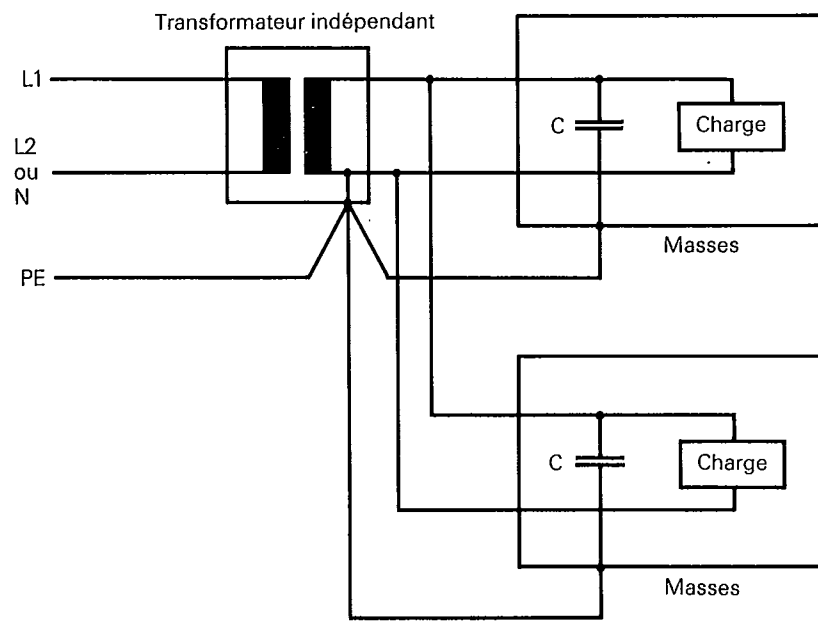 Transformateur indépendant
L1
L2
ou
N
PE
C
Charge
Masses
C
Charge
Masses